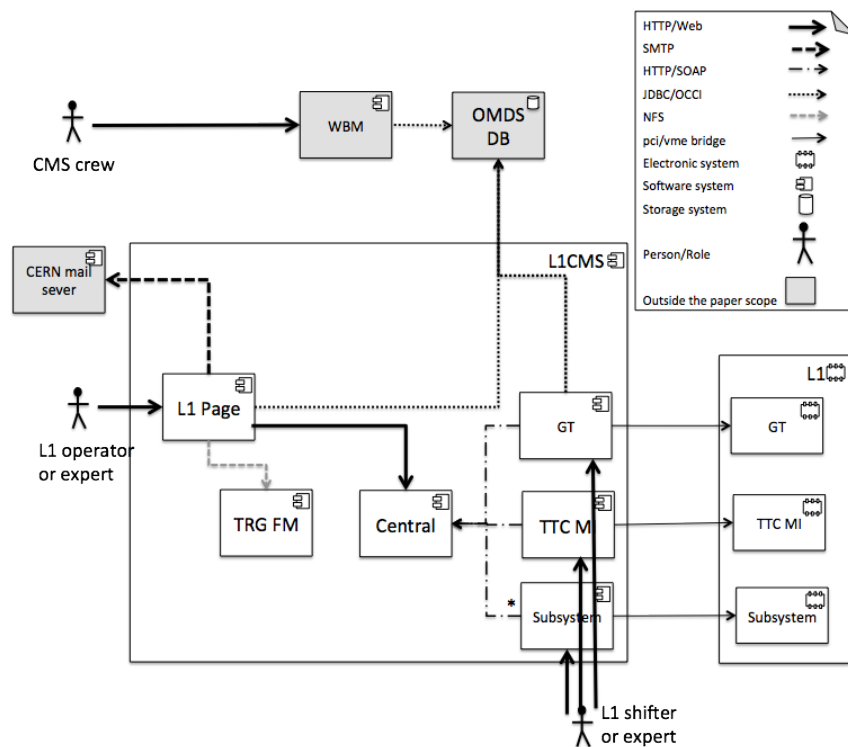 HTTP/Web
SMTP
HTTP/SOAP
JDBC/OCCI
NFS
pci/vme bridge
Electronic system
Software system
Storage system
Person/Role
Outside the paper scope
CMS crew
WBM
OMDS
DB
CERN mail
sever
L1CMS
L1 Page
L1 operator
or expert
TRG FM
Central
GT
TTC MI
*
Subsystem
L1
GT
TTC MI
Subsystem
L1 shifter
or expert